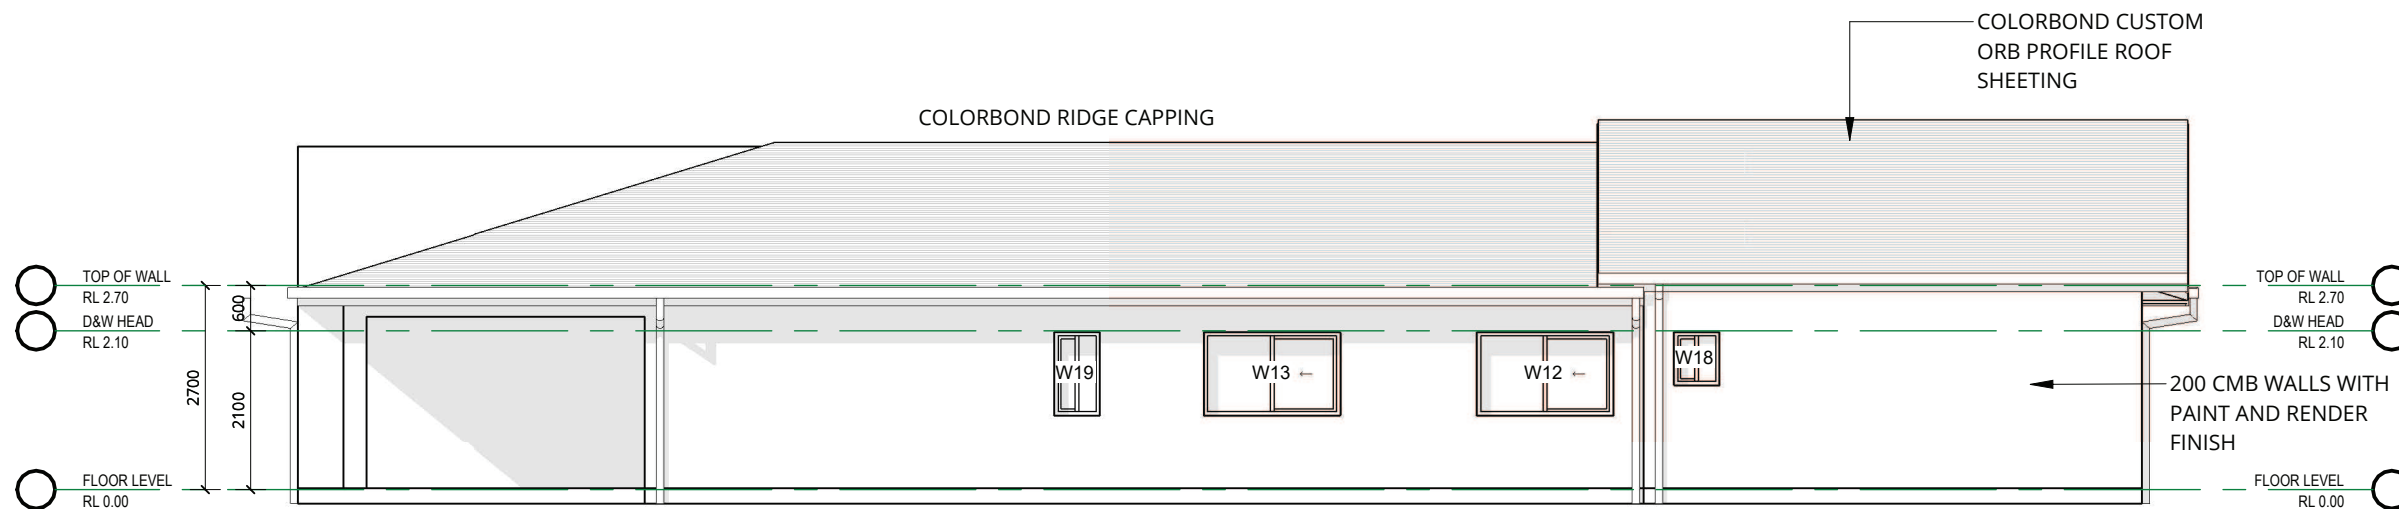 COLORBOND CUSTOM
ORB PROFILE ROOF
SHEETING
COLORBOND RIDGE CAPPING
TOP OF WALL
RL 2.70
D&W HEAD
RL 2.10
FLOOR LEVEL
RL 0.00
2700
600
2100
W19
W13 ←
W12 ←
W18
TOP OF WALL
RL 2.70
D&W HEAD
RL 2.10
200 CMB WALLS WITH
PAINT AND RENDER
FINISH
FLOOR LEVEL
RL 0.00